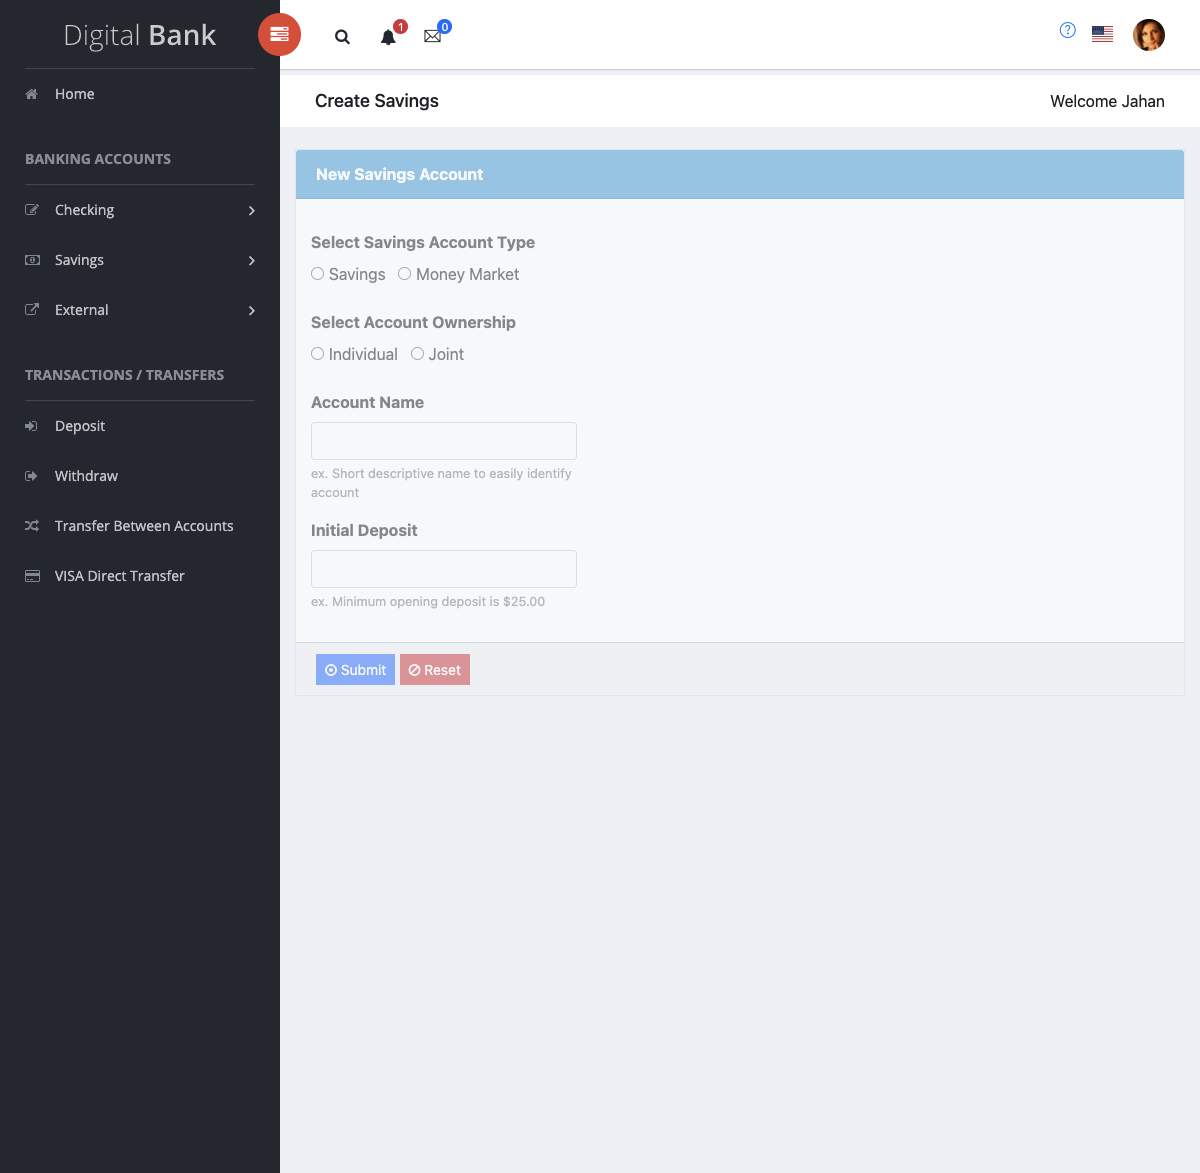 Digital Bank
1
0
Home
BANKING ACCOUNTS
Checking
Savings
External
TRANSACTIONS / TRANSFERS
Deposit
Withdraw
Transfer Between Accounts
VISA Direct Transfer
Create Savings
Welcome Jahan
New Savings Account
Select Savings Account Type
Savings Money Market
Select Account Ownership
Individual Joint
Account Name
ex. Short descriptive name to easily identify
account
Initial Deposit
ex. Minimum opening deposit is $25.00
Submit Reset